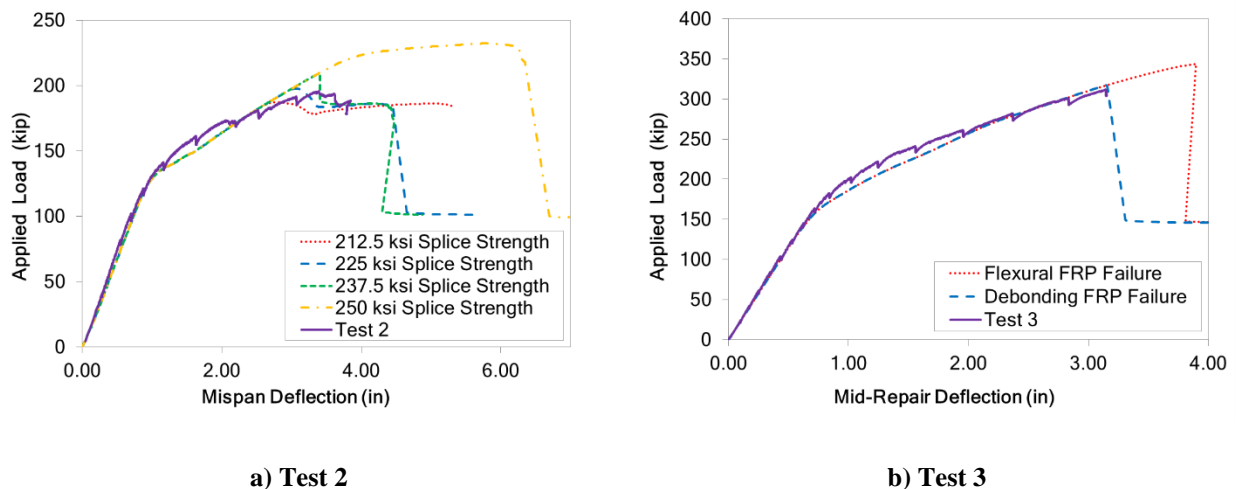 250
200
150
100
50
0
Applied Load (kip)
0.00 2.00 4.00 6.00
Mispan Deflection (in)
212.5 ksi Splice Strength
225 ksi Splice Strength
237.5 ksi Splice Strength
250 ksi Splice Strength
Test 2
a) Test 2
400
350
300
250
200
150
100
50
0
Applied Load (kip)
0.00 1.00 2.00 3.00 4.00
Mid-Repair Deflection (in)
Flexural FRP Failure
Debonding FRP Failure
Test 3
b) Test 3